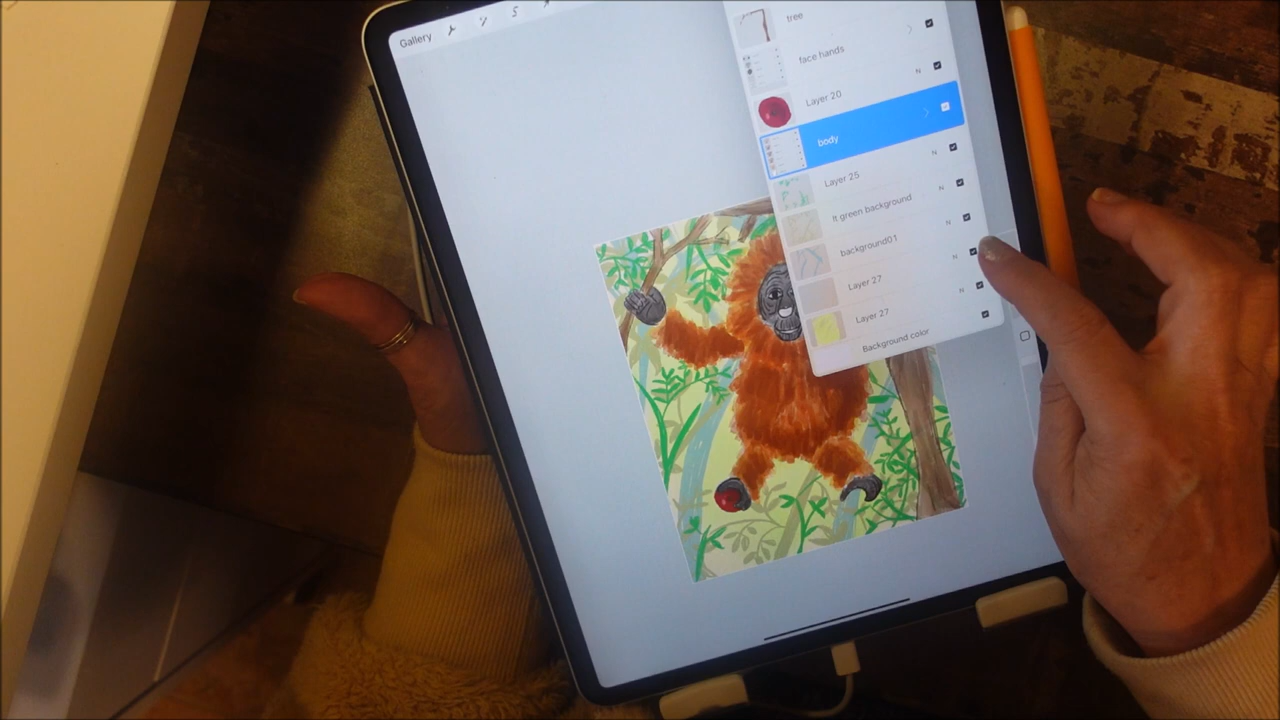 Gallery
tree
face hands
N
Layer 20
body
N
Layer 25
N
lt green background
N
background01
N
Layer 27
N
Layer 27
Background color